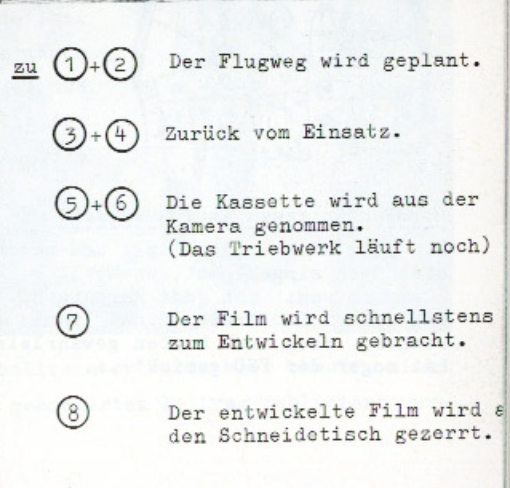 zu ①+② Der Flugweg wird geplant.
③+④ Zurück vom Einsatz.
⑤+⑥ Die Kassette wird aus der
Kamera genommen.
(Das Triebwerk läuft noch)
⑦ Der Film wird schnellstens
zum Entwickeln gebracht.
⑧ Der entwickelte Film wird
den Schneidetisch gezerrt.